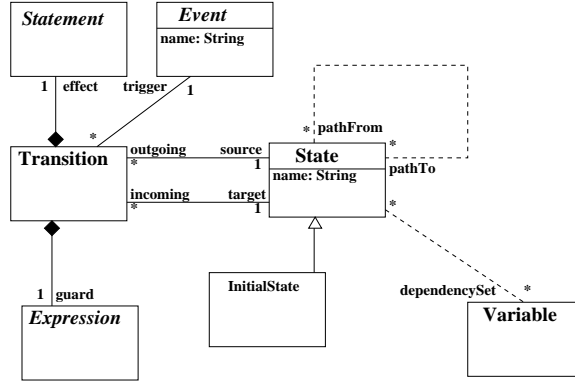 Statement
Event
name: String
1
effect
trigger
1
*
*
pathFrom
*
Transition
outgoing
source
State
*
1
name: String
pathTo
incoming
target
*
1
*
InitialState
dependencySet
*
1
guard
Expression
Variable